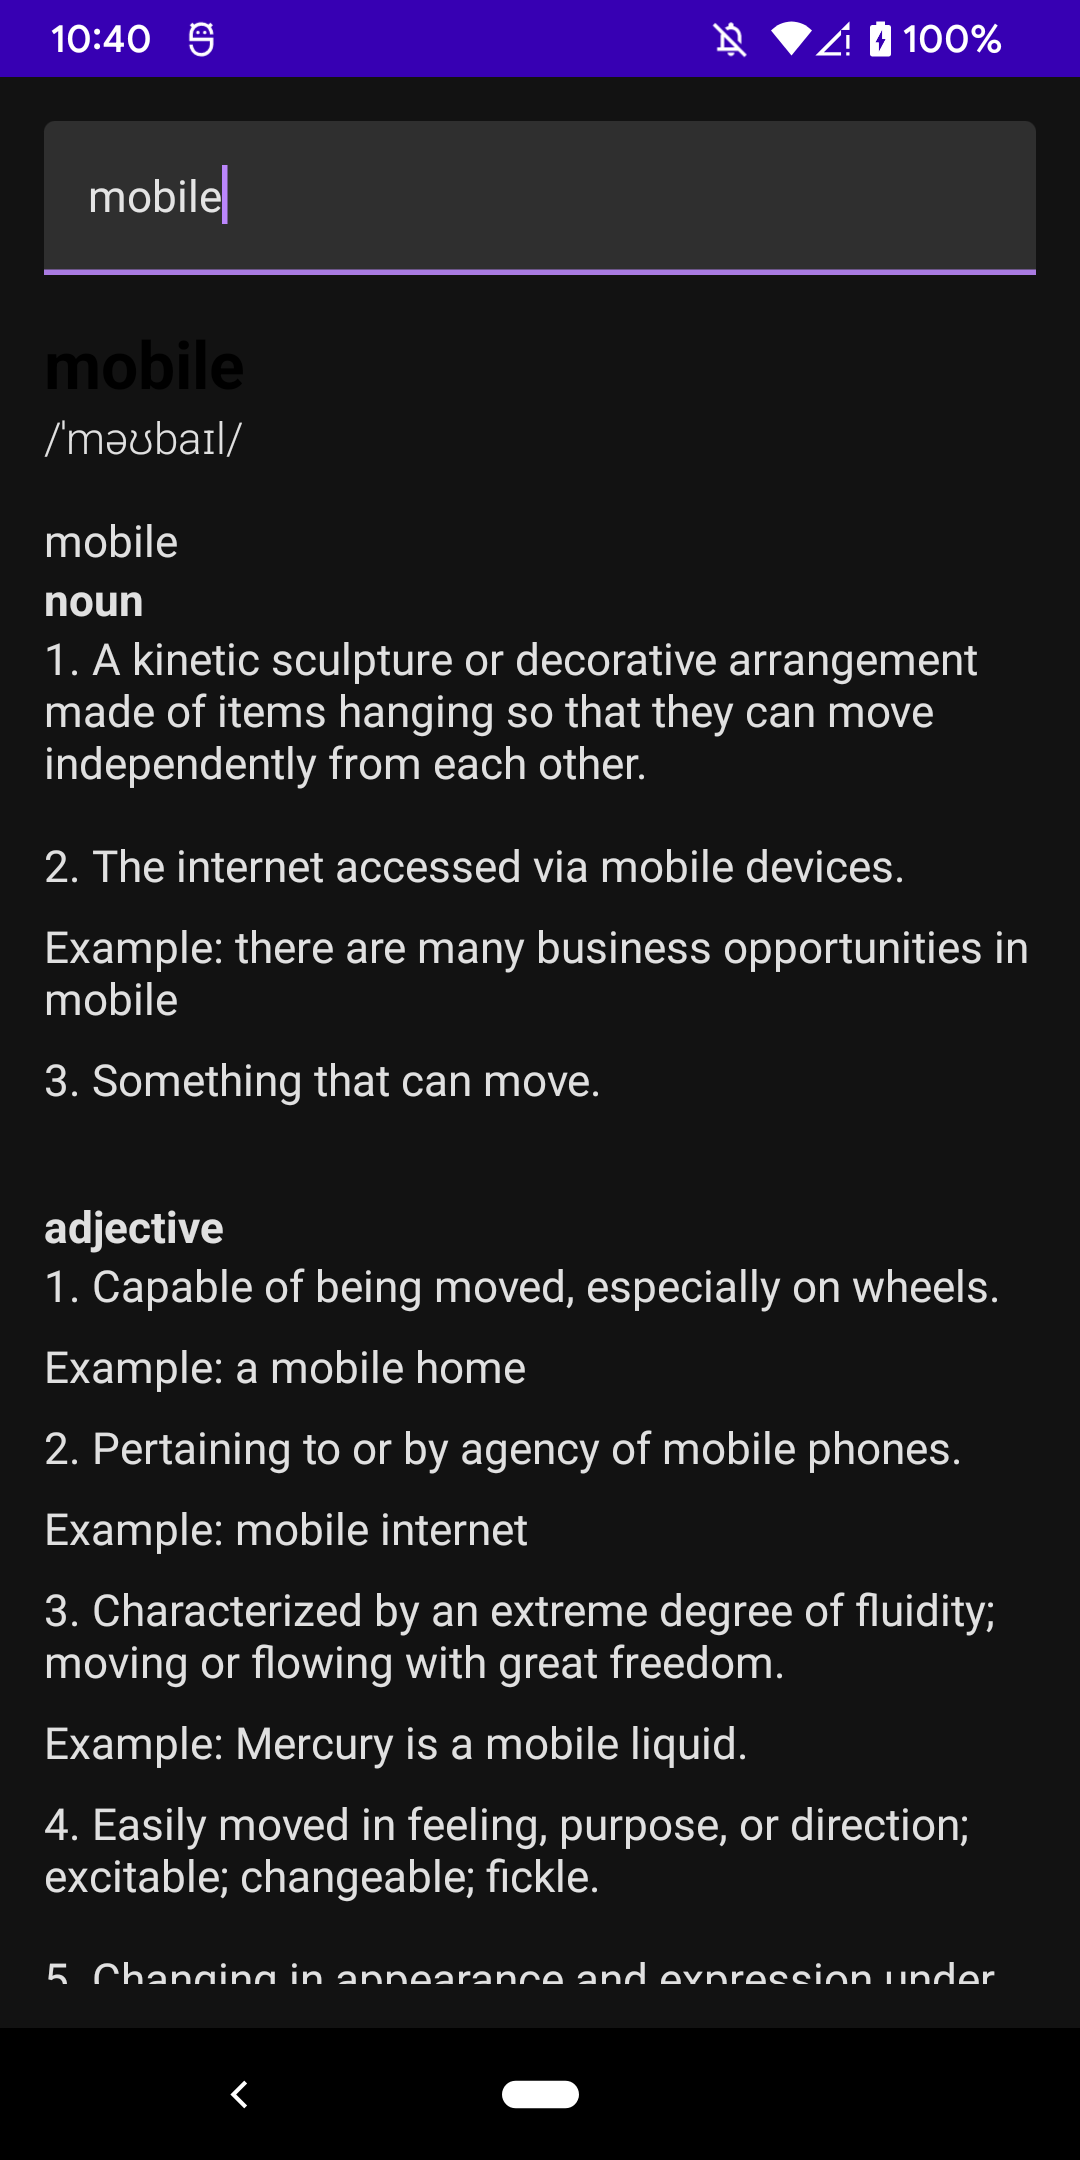 10:40
100%
mobile
mobile
/ˈməʊbaɪl/
mobile
noun
1. A kinetic sculpture or decorative arrangement
made of items hanging so that they can move
independently from each other.
2. The internet accessed via mobile devices.
Example: there are many business opportunities in
mobile
3. Something that can move.
adjective
1. Capable of being moved, especially on wheels.
Example: a mobile home
2. Pertaining to or by agency of mobile phones.
Example: mobile internet
3. Characterized by an extreme degree of fluidity;
moving or flowing with great freedom.
Example: Mercury is a mobile liquid.
4. Easily moved in feeling, purpose, or direction;
excitable; changeable; fickle.
5. Changing in appearance and expression under